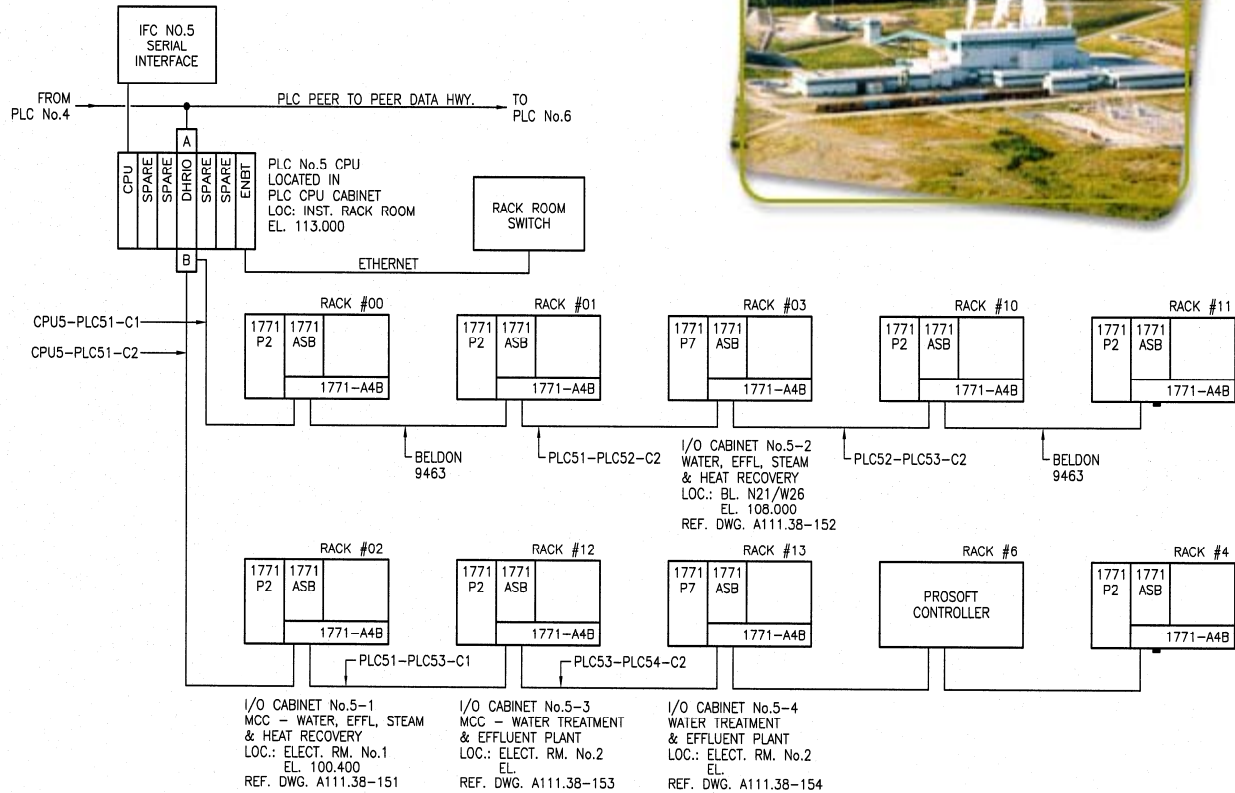 IFC NO.5
SERIAL
INTERFACE
FROM
PLC No.4
PLC PEER TO PEER DATA HWY.
TO
PLC No.6
A
CPU
SPARE
SPARE
DHRIO
SPARE
SPARE
ENBT
B
PLC No.5 CPU
LOCATED IN
PLC CPU CABINET
LOC: INST. RACK ROOM
EL. 113.000
RACK ROOM
SWITCH
ETHERNET
CPU5-PLC51-C1
CPU5-PLC51-C2
RACK #00
1771
P2
1771
ASB
1771-A4B
RACK #01
1771
P2
1771
ASB
1771-A4B
RACK #03
1771
P7
1771
ASB
1771-A4B
RACK #10
1771
P2
1771
ASB
1771-A4B
RACK #11
1771
P2
1771
ASB
1771-A4B
BELDON
9463
PLC51-PLC52-C2
I/O CABINET No.5-2
WATER, EFFL, STEAM
& HEAT RECOVERY
LOC.: BL. N21/W26
EL. 108.000
REF. DWG. A111.38-152
PLC52-PLC53-C2
BELDON
9463
RACK #02
1771
P2
1771
ASB
1771-A4B
RACK #12
1771
P2
1771
ASB
1771-A4B
RACK #13
1771
P7
1771
ASB
1771-A4B
RACK #6
PROSOFT
CONTROLLER
RACK #4
1771
P2
1771
ASB
1771-A4B
PLC51-PLC53-C1
PLC53-PLC54-C2
I/O CABINET No.5-1
MCC - WATER, EFFL, STEAM
& HEAT RECOVERY
LOC.: ELECT. RM. No.1
EL. 100.400
REF. DWG. A111.38-151
I/O CABINET No.5-3
MCC - WATER TREATMENT
& EFFLUENT PLANT
LOC.: ELECT. RM. No.2
EL.
REF. DWG. A111.38-153
I/O CABINET No.5-4
WATER TREATMENT
& EFFLUENT PLANT
LOC.: ELECT. RM. No.2
EL.
REF. DWG. A111.38-154